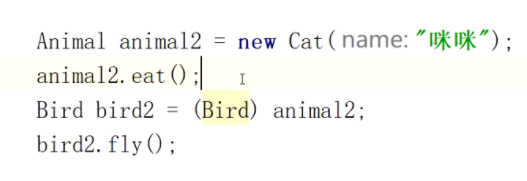 Animal animal2 = new Cat( name: "咪咪");
animal2.eat();
Bird bird2 = (Bird) animal2;
bird2.fly();